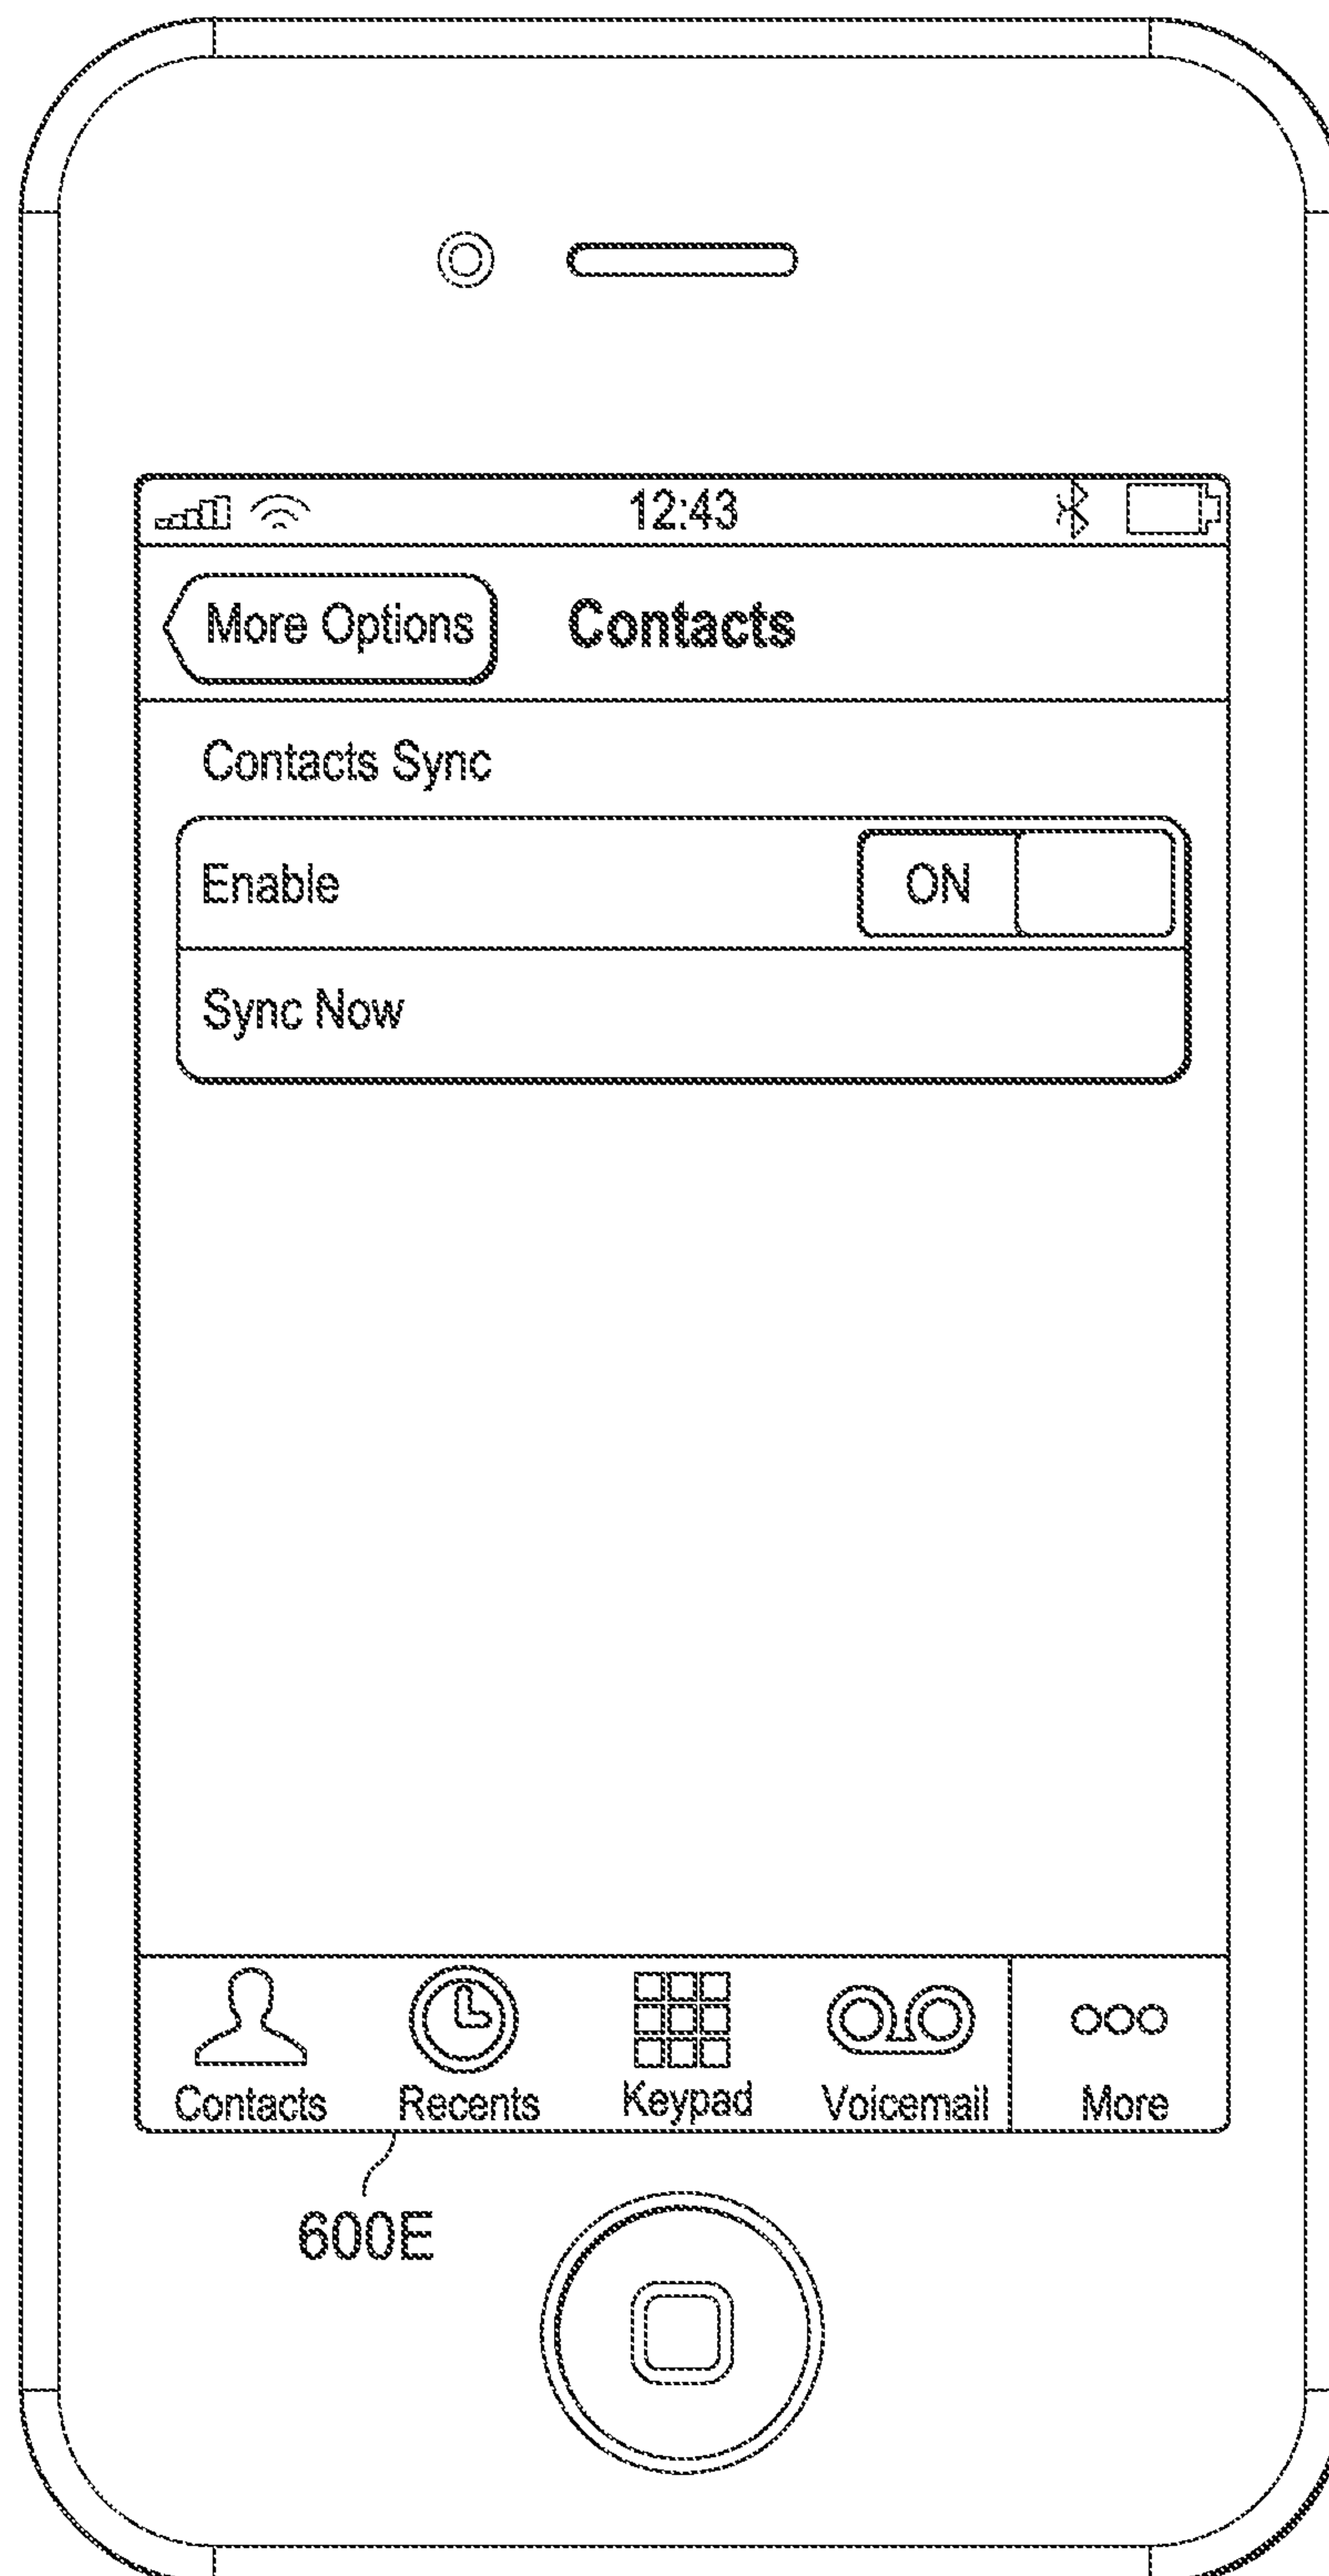 12:43
More Options Contacts
Contacts Sync
Enable ON
Sync Now
Contacts Recents Keypad Voicemail More
600E